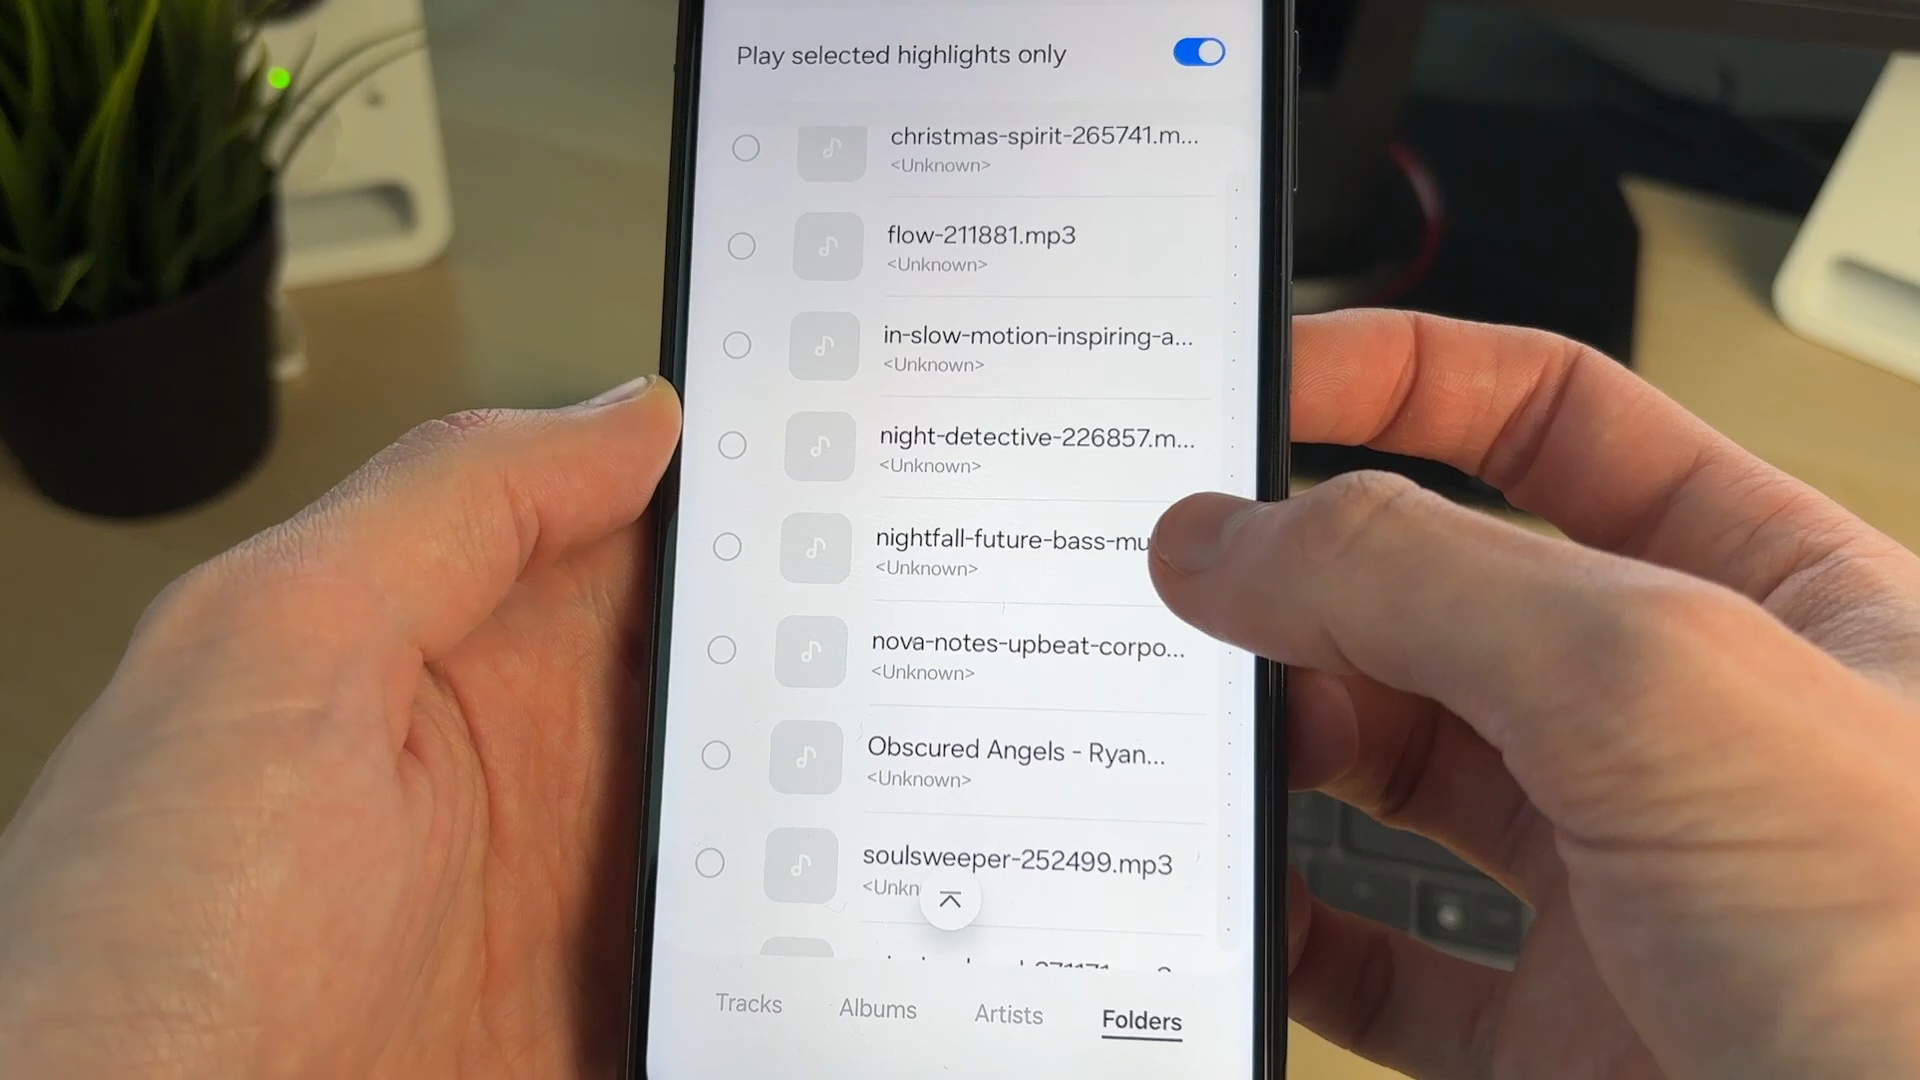 Play selected highlights only
christmas-spirit-265741.m...
<Unknown>
flow-211881.mp3
<Unknown>
in-slow-motion-inspiring-a...
<Unknown>
night-detective-226857.m...
<Unknown>
nightfall-future-bass-mu
<Unknown>
nova-notes-upbeat-corpo...
<Unknown>
Obscured Angels - Ryan...
<Unknown>
soulsweeper-252499.mp3
<Unkn
Tracks Albums Artists Folders